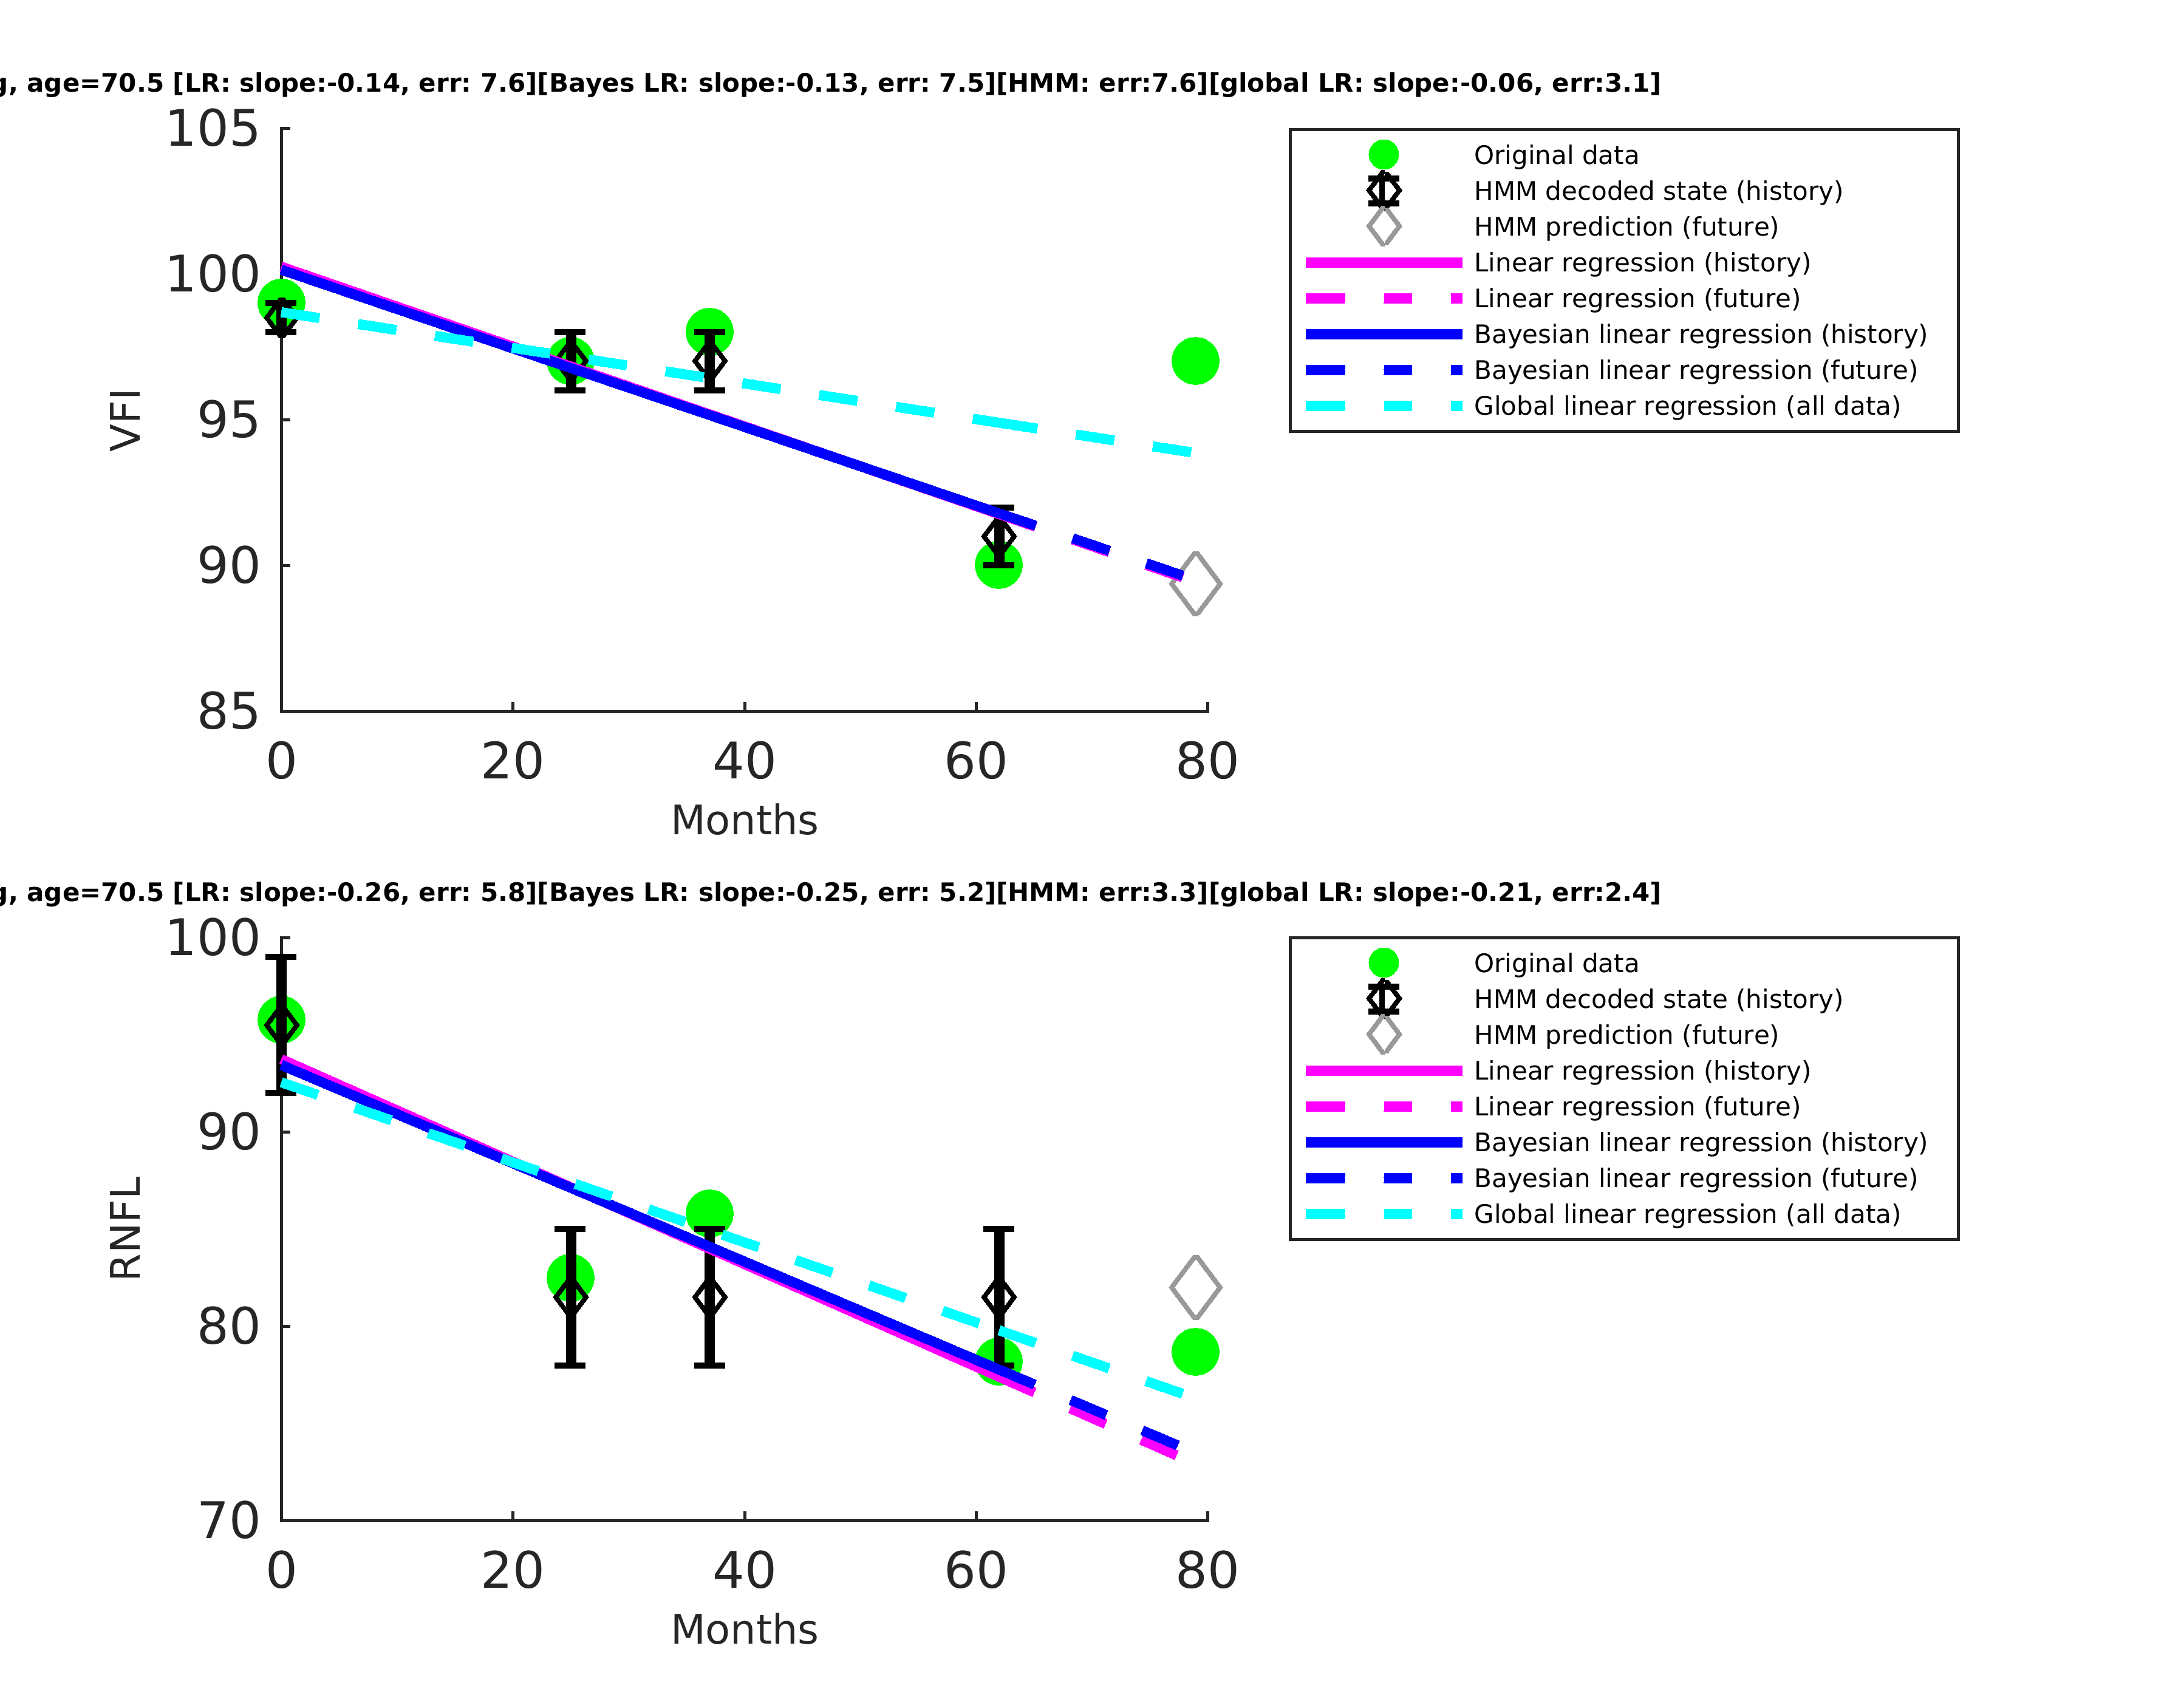 g, age=70.5 [LR: slope:-0.14, err: 7.6][Bayes LR: slope:-0.13, err: 7.5][HMM: err:7.6][global LR: slope:-0.06, err:3.1]
105
100
95
90
85
VFI
0 20 40 60 80
Months
Original data
HMM decoded state (history)
HMM prediction (future)
Linear regression (history)
Linear regression (future)
Bayesian linear regression (history)
Bayesian linear regression (future)
Global linear regression (all data)
g, age=70.5 [LR: slope:-0.26, err: 5.8][Bayes LR: slope:-0.25, err: 5.2][HMM: err:3.3][global LR: slope:-0.21, err:2.4]
100
90
80
70
RNFL
0 20 40 60 80
Months
Original data
HMM decoded state (history)
HMM prediction (future)
Linear regression (history)
Linear regression (future)
Bayesian linear regression (history)
Bayesian linear regression (future)
Global linear regression (all data)